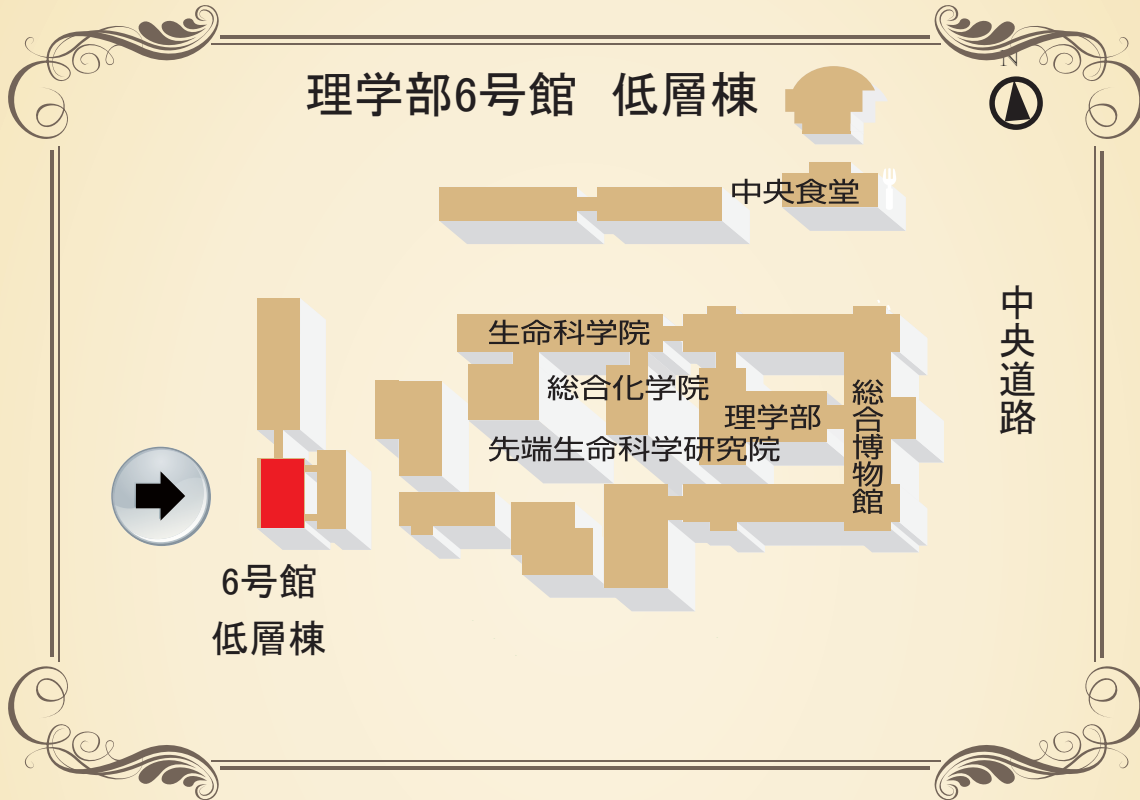 理学部6号館 低層棟
N
中央食堂
中央道路
生命科学院
総合化学院
理学部
総合博物館
先端生命科学研究院
6号館
低層棟